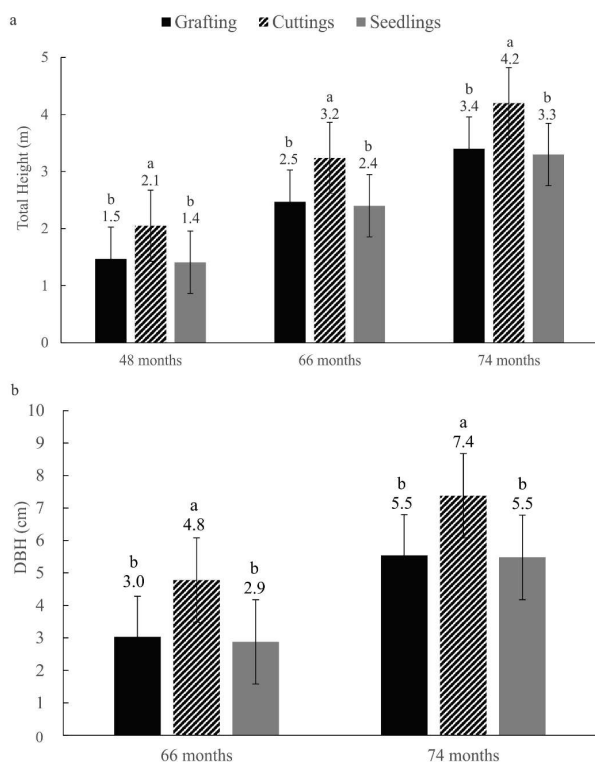 a
Grafting Cuttings Seedlings
Total Height (m)
5
4
3
2
1
0
b
1.5
a
2.1
b
1.4
b
2.5
a
3.2
b
2.4
b
3.4
a
4.2
b
3.3
48 months 66 months 74 months
b
DBH (cm)
10
9
8
7
6
5
4
3
2
1
0
b
3.0
a
4.8
b
2.9
b
5.5
a
7.4
b
5.5
66 months 74 months